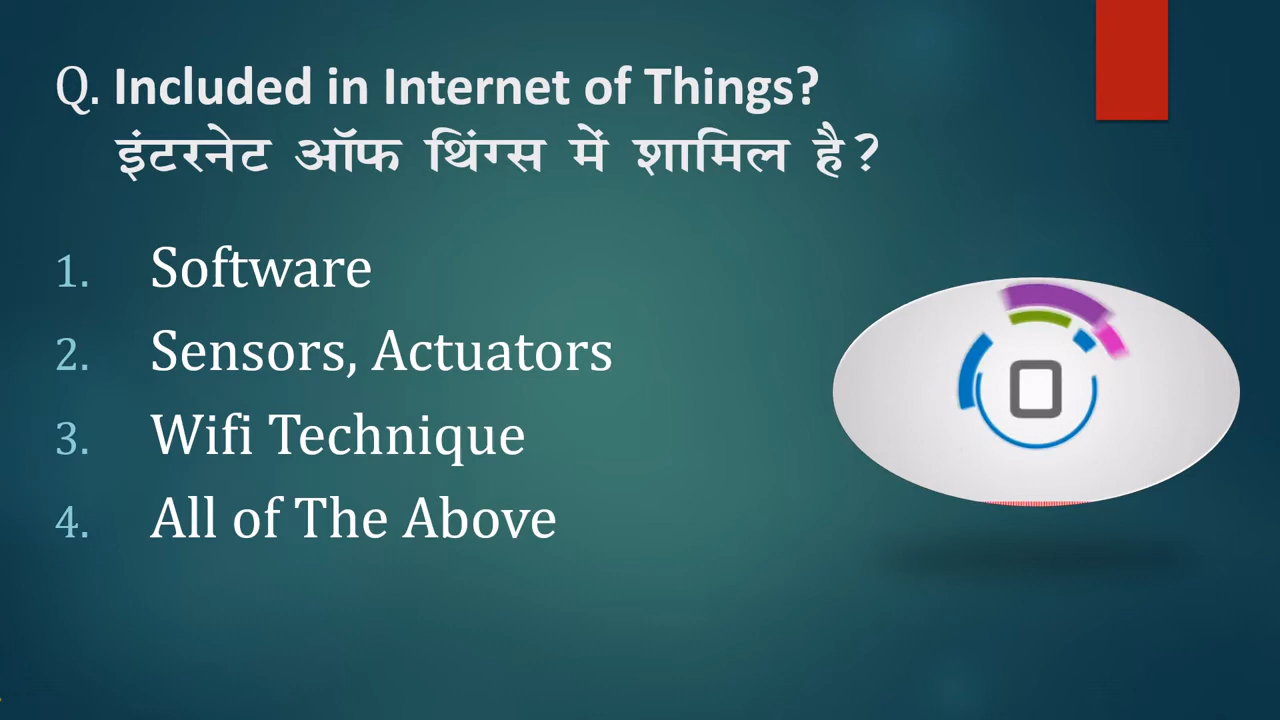 Q. Included in Internet of Things?
इंटरनेट ऑफ थिंग्स में शामिल है?
1. Software
2. Sensors, Actuators
3. Wifi Technique
4. All of The Above